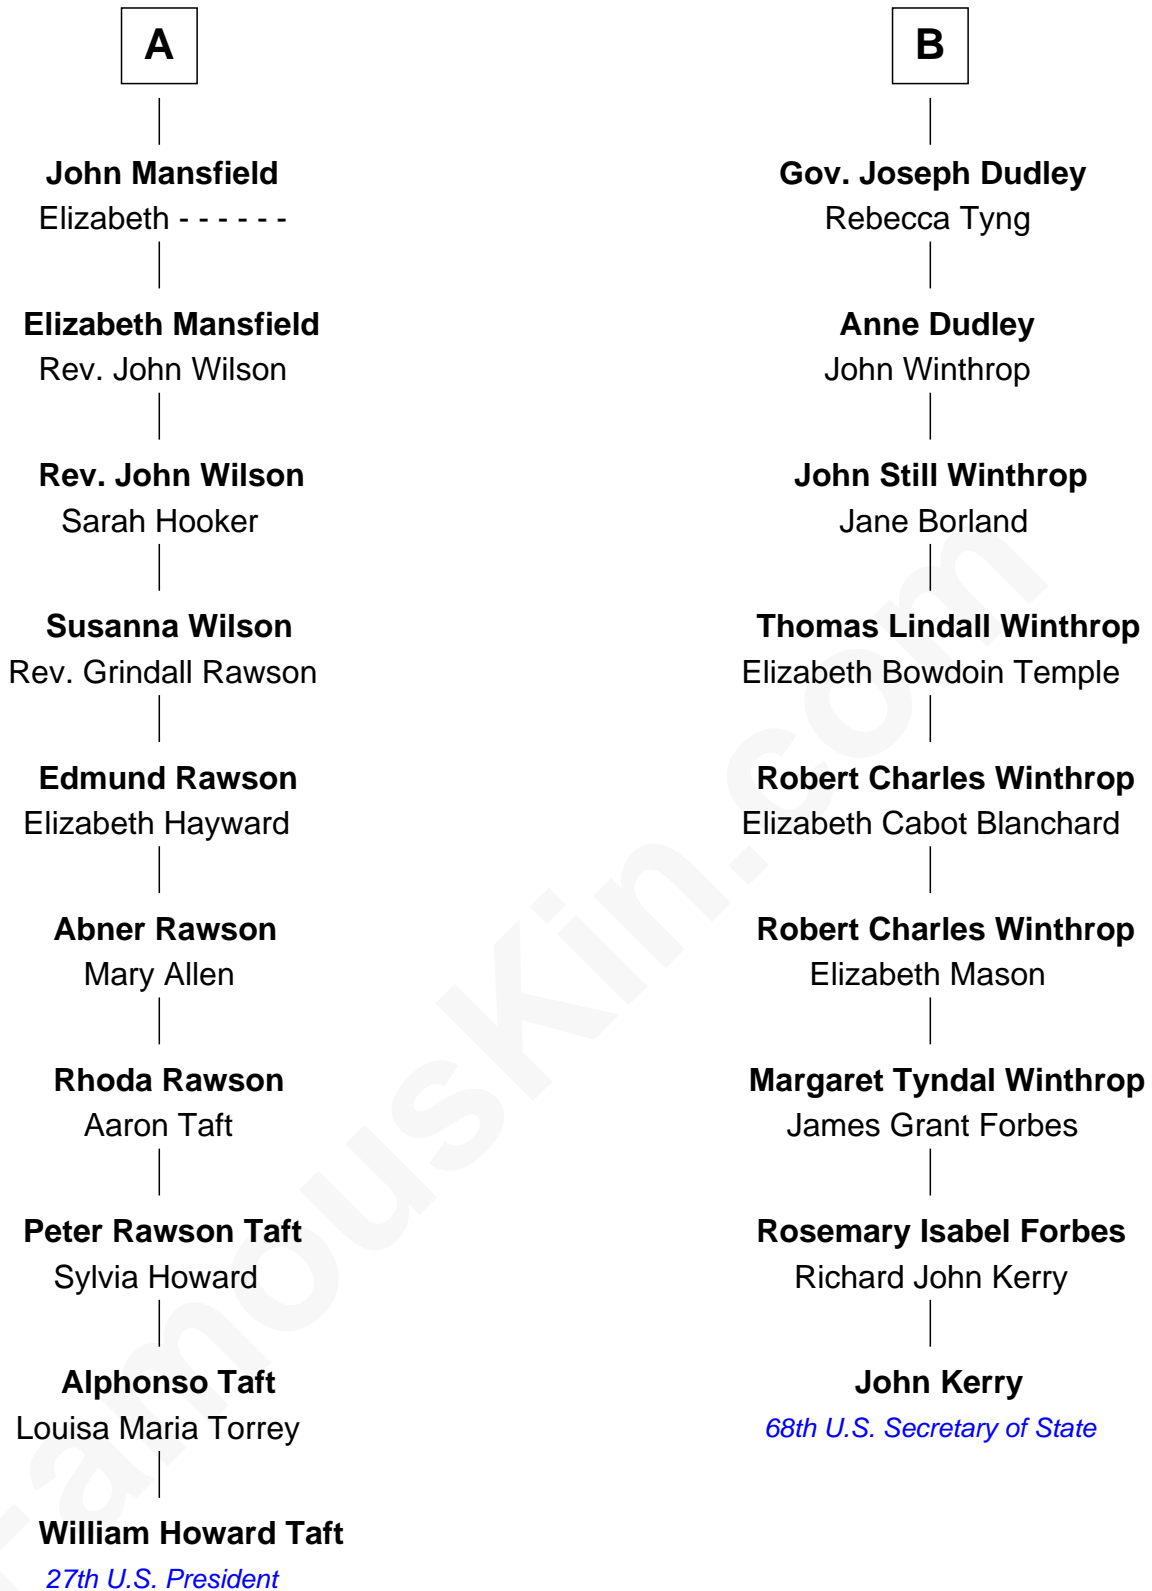 A
John Mansfield
Elizabeth - - - - - -
Elizabeth Mansfield
Rev. John Wilson
Rev. John Wilson
Sarah Hooker
Susanna Wilson
Rev. Grindall Rawson
Edmund Rawson
Elizabeth Hayward
Abner Rawson
Mary Allen
Rhoda Rawson
Aaron Taft
Peter Rawson Taft
Sylvia Howard
Alphonso Taft
Louisa Maria Torrey
William Howard Taft
27th U.S. President
B
Gov. Joseph Dudley
Rebecca Tyng
Anne Dudley
John Winthrop
John Still Winthrop
Jane Borland
Thomas Lindall Winthrop
Elizabeth Bowdoin Temple
Robert Charles Winthrop
Elizabeth Cabot Blanchard
Robert Charles Winthrop
Elizabeth Mason
Margaret Tyndal Winthrop
James Grant Forbes
Rosemary Isabel Forbes
Richard John Kerry
John Kerry
68th U.S. Secretary of State
FamousKin.com